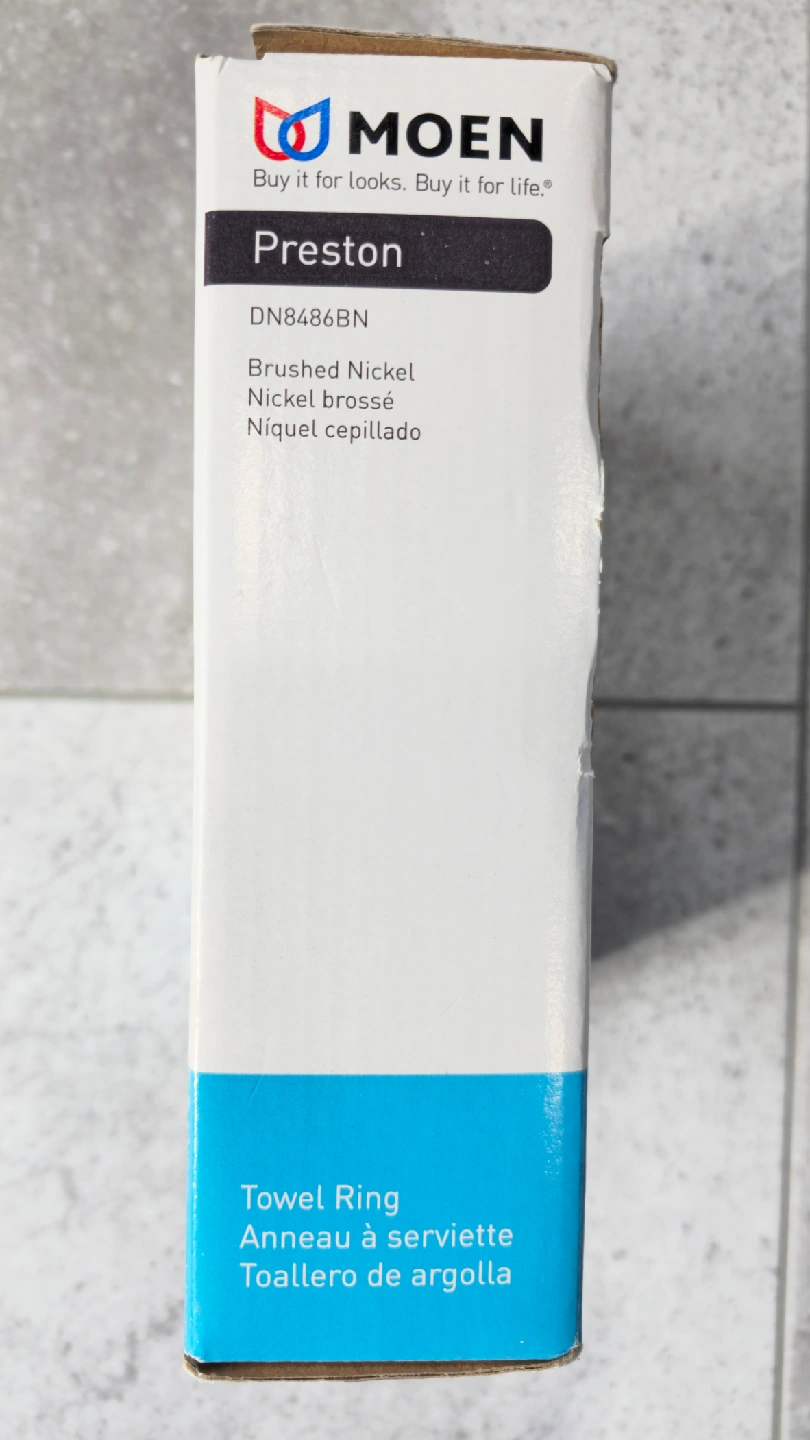 MOEN
Buy it for looks. Buy it for life.®
Preston
DN8486BN
Brushed Nickel
Nickel brossé
Níquel cepillado
Towel Ring
Anneau à serviette
Toallero de argolla